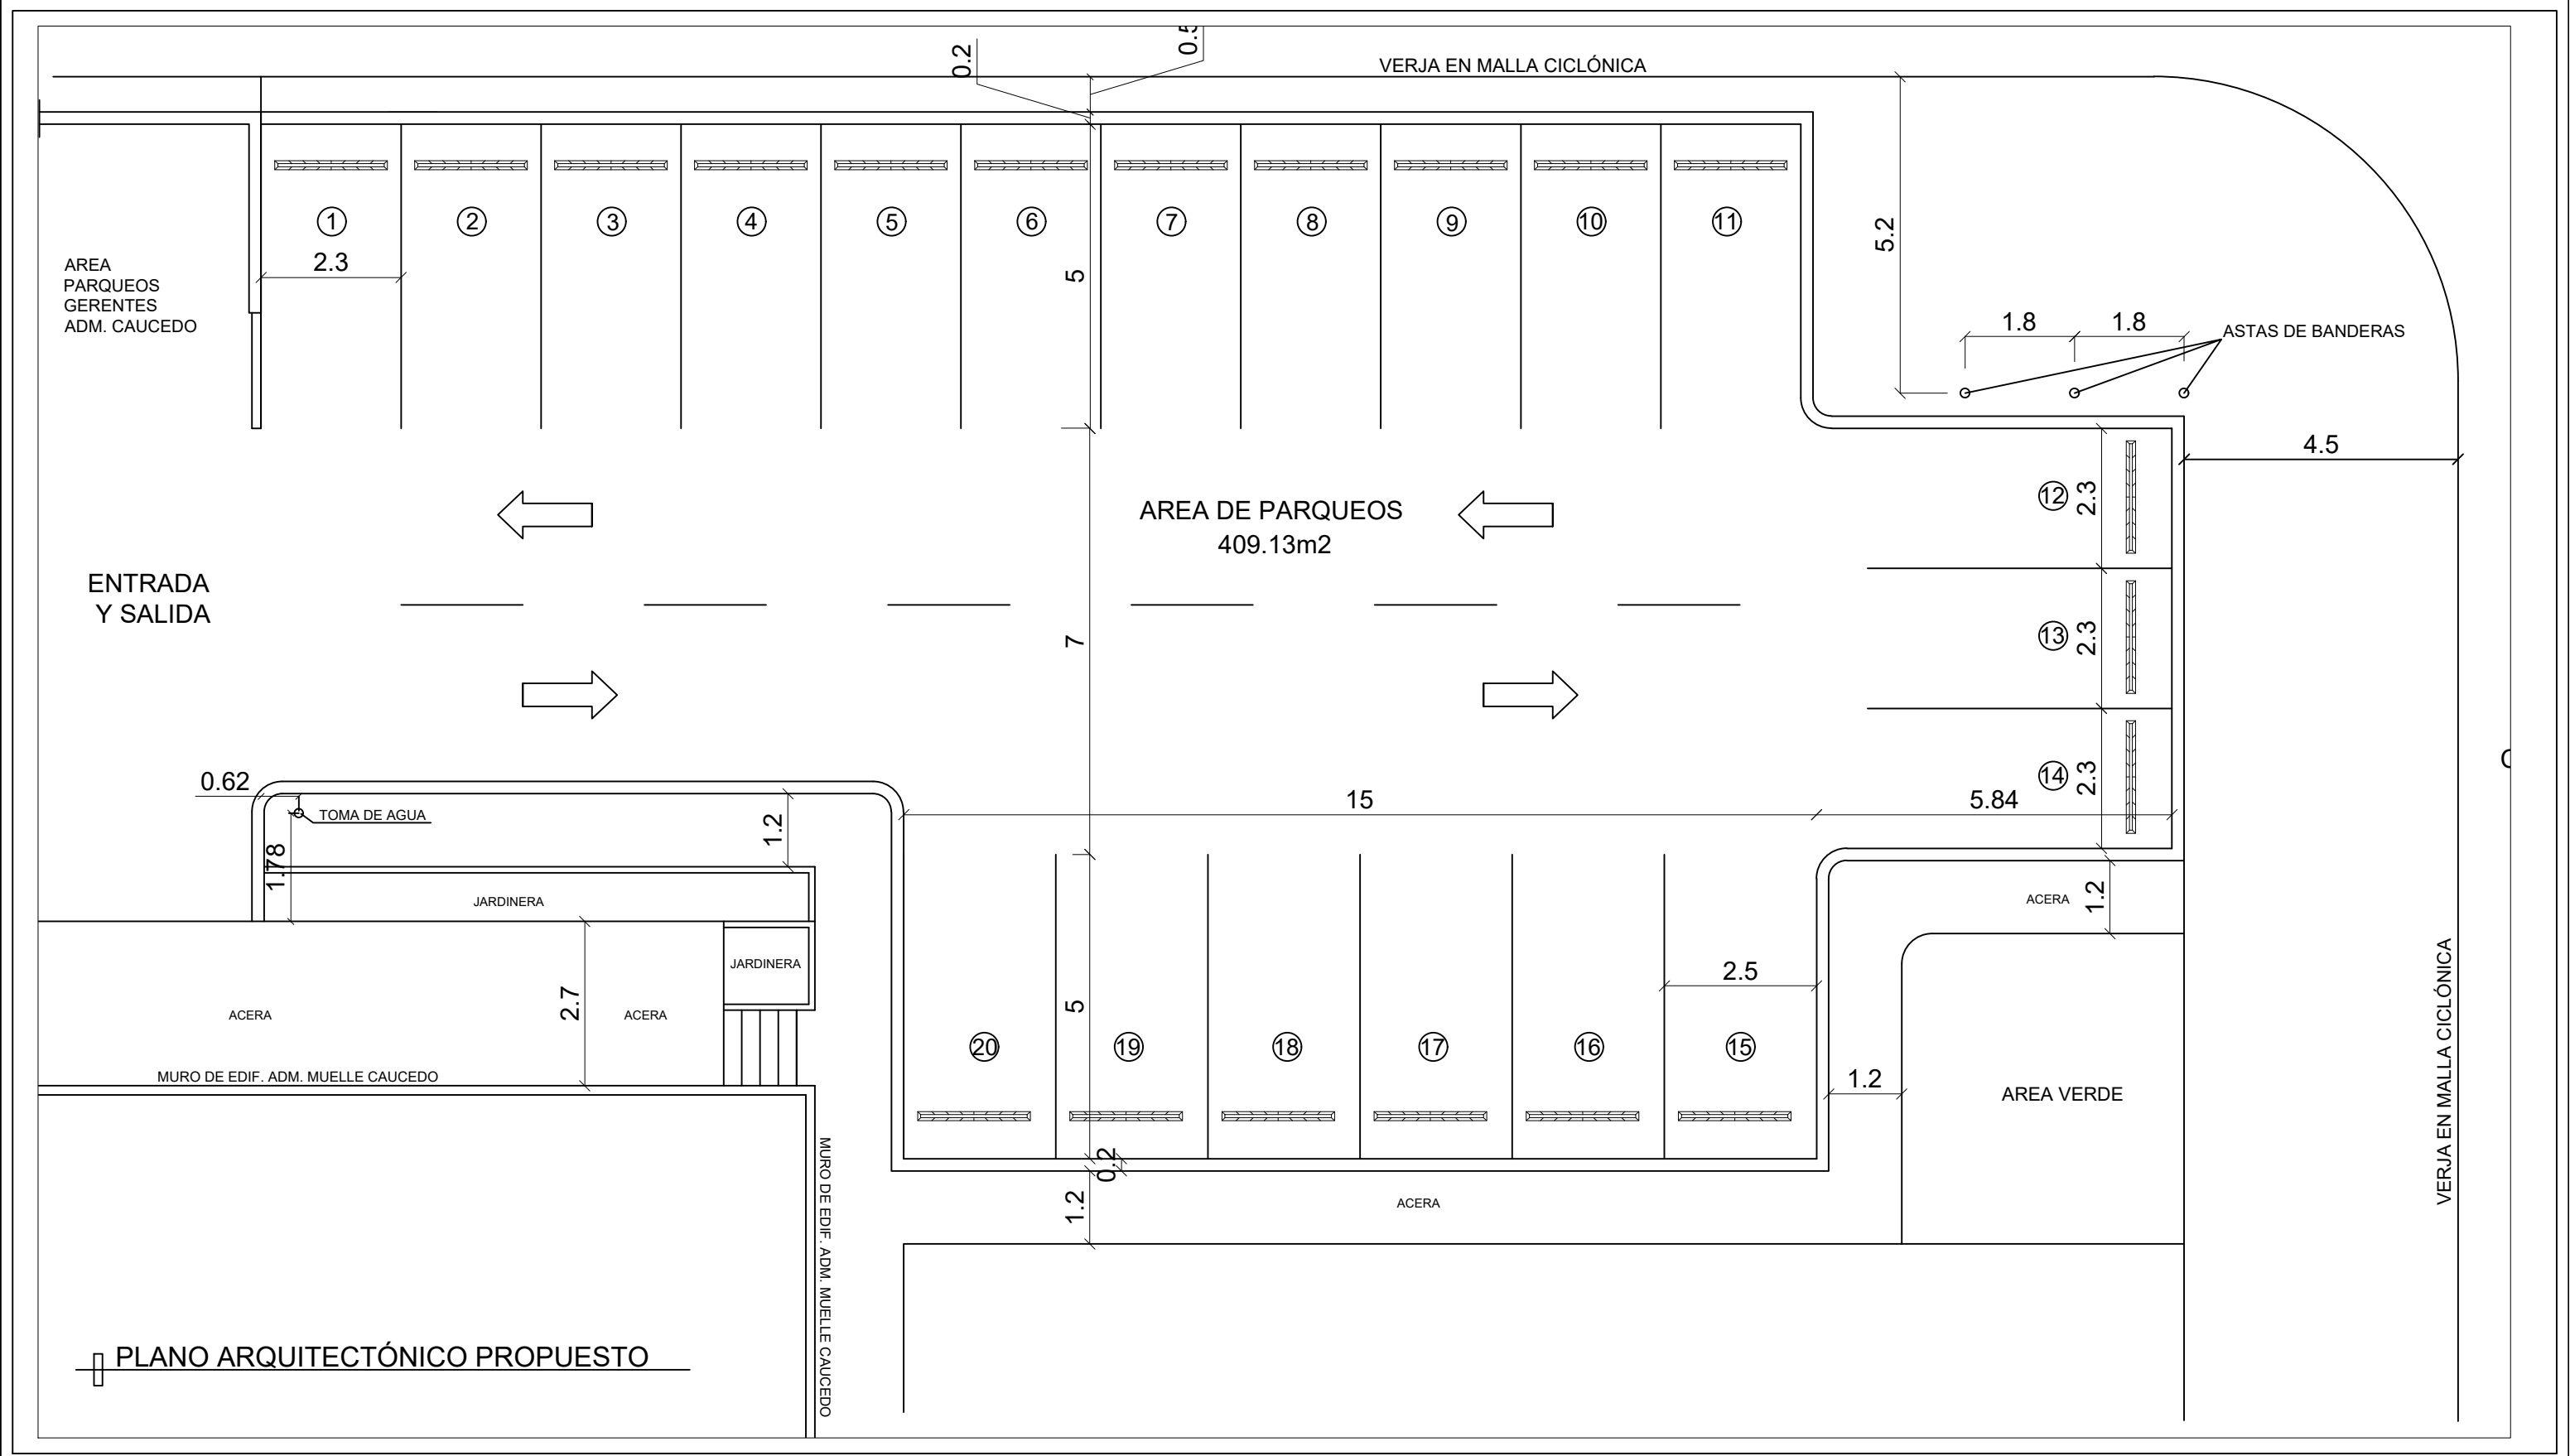 0.2
0.5
VERJA EN MALLA CICLÓNICA
1
2
3
4
5
6
7
8
9
10
11
AREA
PARQUEOS
GERENTES
ADM. CAUCEDO
2.3
5
5.2
1.8
1.8
ASTAS DE BANDERAS
4.5
12
2.3
AREA DE PARQUEOS
409.13m2
ENTRADA
Y SALIDA
7
13
2.3
14
2.3
0.62
TOMA DE AGUA
1.2
1.78
15
5.84
JARDINERA
ACERA
1.2
JARDINERA
2.7
ACERA
ACERA
2.5
5
20
19
18
17
16
15
MURO DE EDIF. ADM. MUELLE CAUCEDO
1.2
AREA VERDE
VERJA EN MALLA CICLÓNICA
0.2
1.2
ACERA
MURO DE EDIF. ADM. MUELLE CAUCEDO
PLANO ARQUITECTÓNICO PROPUESTO